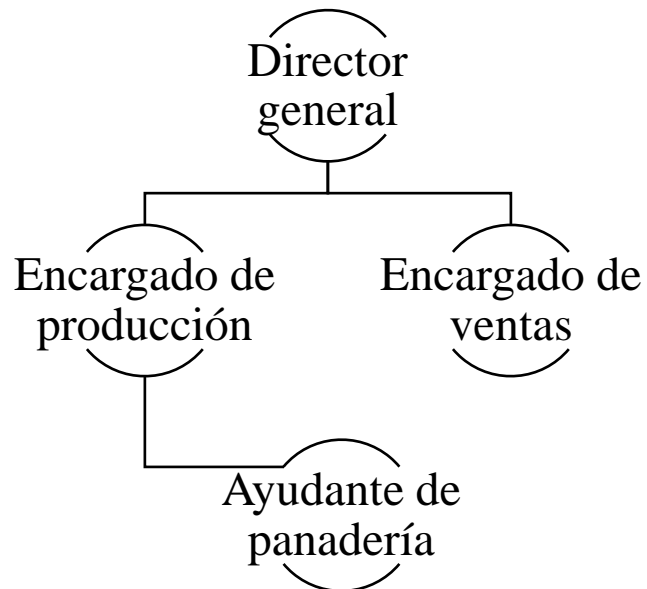 Director
general
Encargado de
producción
Encargado de
ventas
Ayudante de
panadería